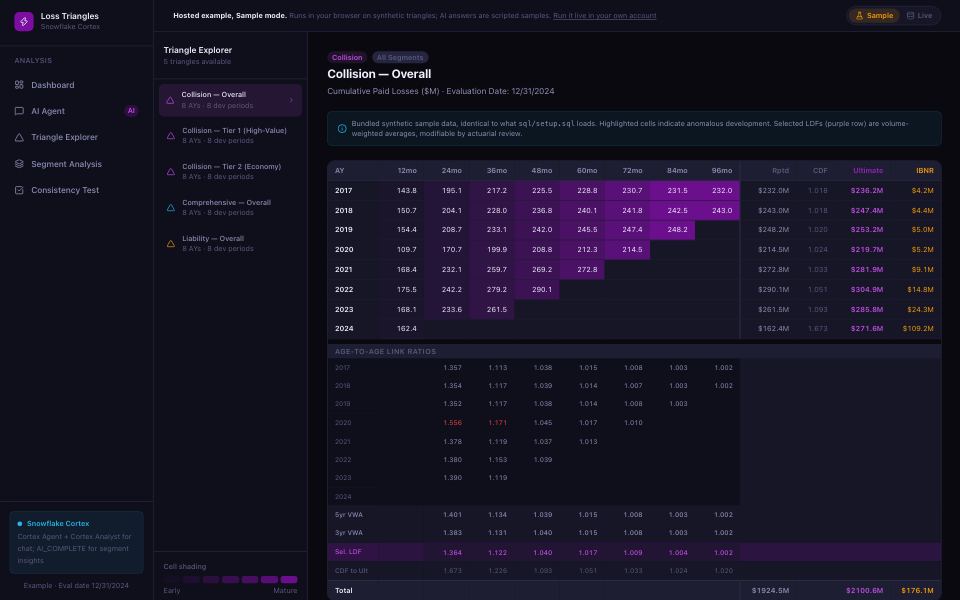 Loss Triangles
Snowflake Cortex
ANALYSIS
Dashboard
AI Agent AI
Triangle Explorer
Segment Analysis
Consistency Test
Snowflake Cortex
Cortex Agent + Cortex Analyst for
chat; AI_COMPLETE for segment
insights
Example · Eval date 12/31/2024
Hosted example, Sample mode. Runs in your browser on synthetic triangles; AI answers are scripted samples. Run it live in your own account
Sample Live
Triangle Explorer
5 triangles available
Collision — Overall
8 AYs · 8 dev periods
Collision — Tier 1 (High-Value)
8 AYs · 8 dev periods
Collision — Tier 2 (Economy)
8 AYs · 8 dev periods
Comprehensive — Overall
8 AYs · 8 dev periods
Liability — Overall
8 AYs · 8 dev periods
Cell shading
Early Mature
Collision All Segments
Collision — Overall
Cumulative Paid Losses ($M) · Evaluation Date: 12/31/2024
Bundled synthetic sample data, identical to what sql/setup.sql loads. Highlighted cells indicate anomalous development. Selected LDFs (purple row) are volume-
weighted averages, modifiable by actuarial review.
AY 12mo 24mo 36mo 48mo 60mo 72mo 84mo 96mo Rptd CDF Ultimate IBNR
2017 143.8 195.1 217.2 225.5 228.8 230.7 231.5 232.0 $232.0M 1.018 $236.2M $4.2M
2018 150.7 204.1 228.0 236.8 240.1 241.8 242.5 243.0 $243.0M 1.018 $247.4M $4.4M
2019 154.4 208.7 233.1 242.0 245.5 247.4 248.2 $248.2M 1.020 $253.2M $5.0M
2020 109.7 170.7 199.9 208.8 212.3 214.5 $214.5M 1.024 $219.7M $5.2M
2021 168.4 232.1 259.7 269.2 272.8 $272.8M 1.033 $281.9M $9.1M
2022 175.5 242.2 279.2 290.1 $290.1M 1.051 $304.9M $14.8M
2023 168.1 233.6 261.5 $261.5M 1.093 $285.8M $24.3M
2024 162.4 $162.4M 1.673 $271.6M $109.2M
AGE-TO-AGE LINK RATIOS
2017 1.357 1.113 1.038 1.015 1.008 1.003 1.002
2018 1.354 1.117 1.039 1.014 1.007 1.003 1.002
2019 1.352 1.117 1.038 1.014 1.008 1.003
2020 1.556 1.171 1.045 1.017 1.010
2021 1.378 1.119 1.037 1.013
2022 1.380 1.153 1.039
2023 1.390 1.119
2024
5yr VWA 1.401 1.134 1.039 1.015 1.008 1.003 1.002
3yr VWA 1.383 1.131 1.040 1.015 1.008 1.003 1.002
Sel. LDF 1.364 1.122 1.040 1.017 1.009 1.004 1.002
CDF to Ult 1.673 1.226 1.093 1.051 1.033 1.024 1.020
Total $1924.5M $2100.6M $176.1M